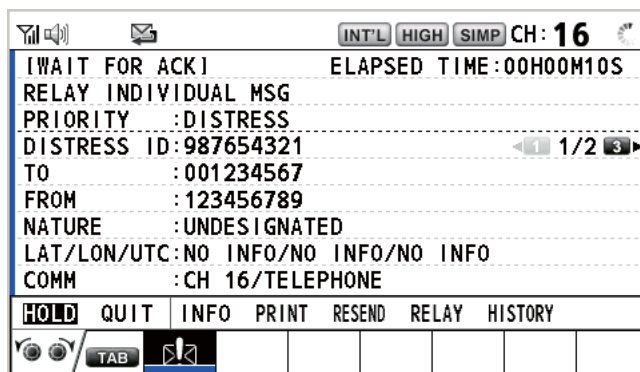 INT'L HIGH SIMP CH: 16
[WAIT FOR ACK] ELAPSED TIME:00H00M10S
RELAY INDIVIDUAL MSG
PRIORITY :DISTRESS
DISTRESS ID:987654321 1 1/2 3
TO :001234567
FROM :123456789
NATURE :UNDESIGNATED
LAT/LON/UTC:NO INFO/NO INFO/NO INFO
COMM :CH 16/TELEPHONE
HOLD QUIT INFO PRINT RESEND RELAY HISTORY
TAB